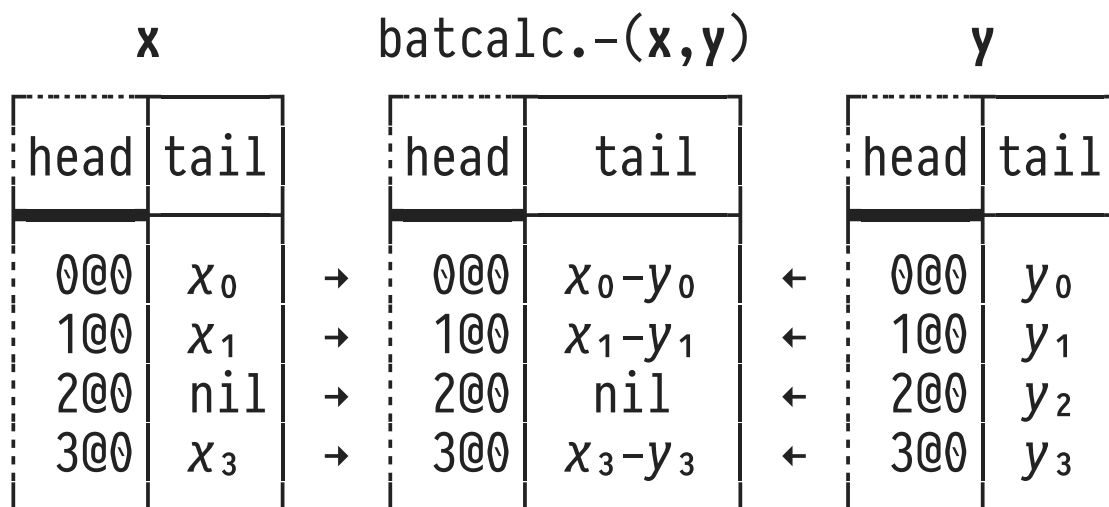 x batcalc.-(x,y) y
head tail head tail head tail
0@0 x₀ → 0@0 x₀-y₀ ← 0@0 y₀
1@0 x₁ → 1@0 x₁-y₁ ← 1@0 y₁
2@0 nil → 2@0 nil ← 2@0 y₂
3@0 x₃ → 3@0 x₃-y₃ ← 3@0 y₃